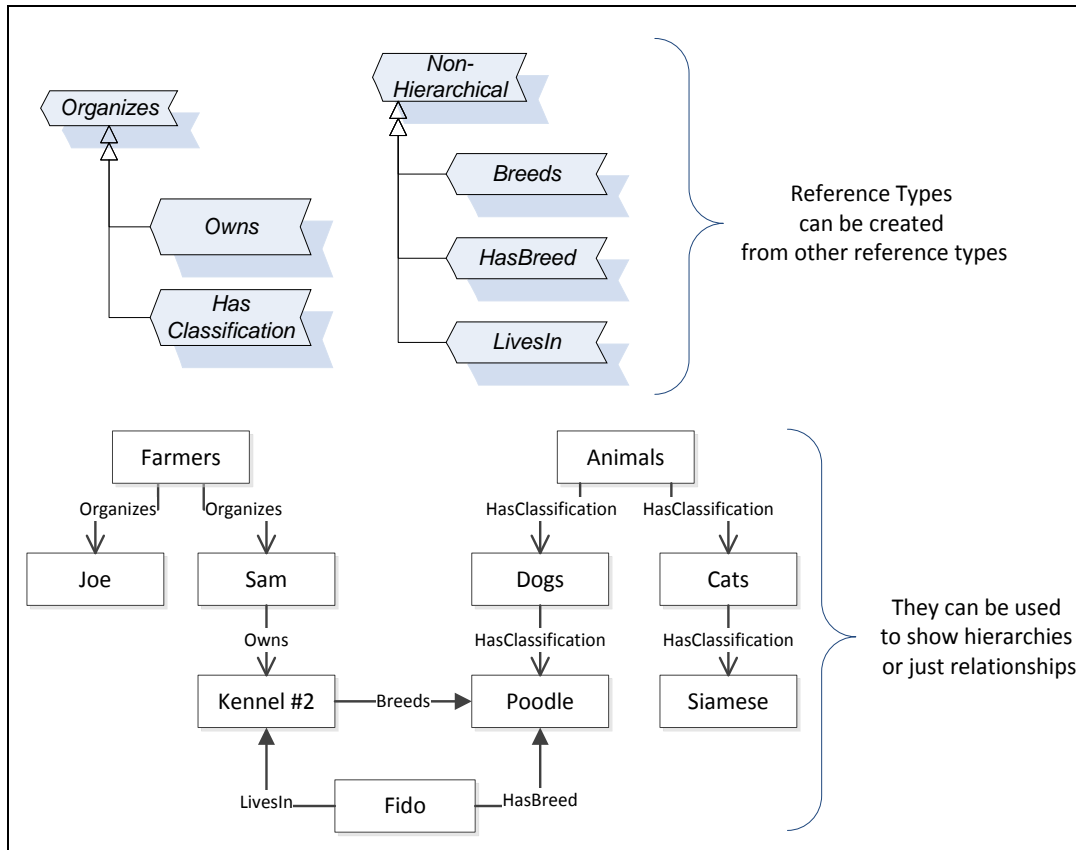 Organizes
Non-
Hierarchical
Owns
Has
Classification
Breeds
HasBreed
LivesIn
Reference Types
can be created
from other reference types
Farmers
Animals
Organizes
Organizes
HasClassification
HasClassification
Joe
Sam
Dogs
Cats
Owns
HasClassification
HasClassification
Kennel #2
Breeds
Poodle
Siamese
LivesIn
Fido
HasBreed
They can be used
to show hierarchies
or just relationships